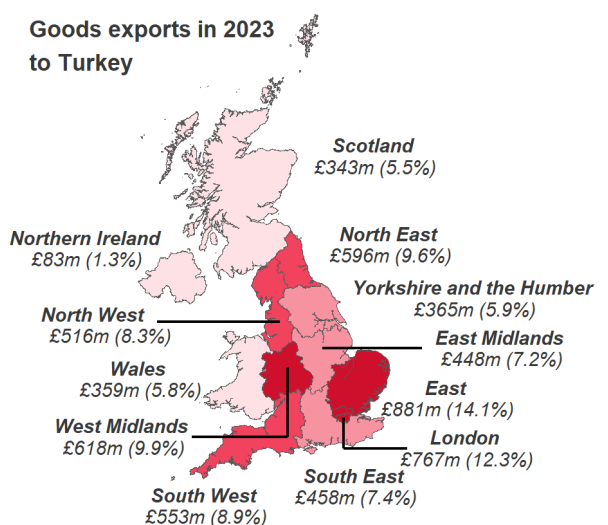 Goods exports in 2023
to Turkey
Scotland
£343m (5.5%)
Northern Ireland
£83m (1.3%)
North East
£596m (9.6%)
Yorkshire and the Humber
£365m (5.9%)
North West
£516m (8.3%)
East Midlands
£448m (7.2%)
Wales
£359m (5.8%)
East
£881m (14.1%)
West Midlands
£618m (9.9%)
London
£767m (12.3%)
South East
£458m (7.4%)
South West
£553m (8.9%)